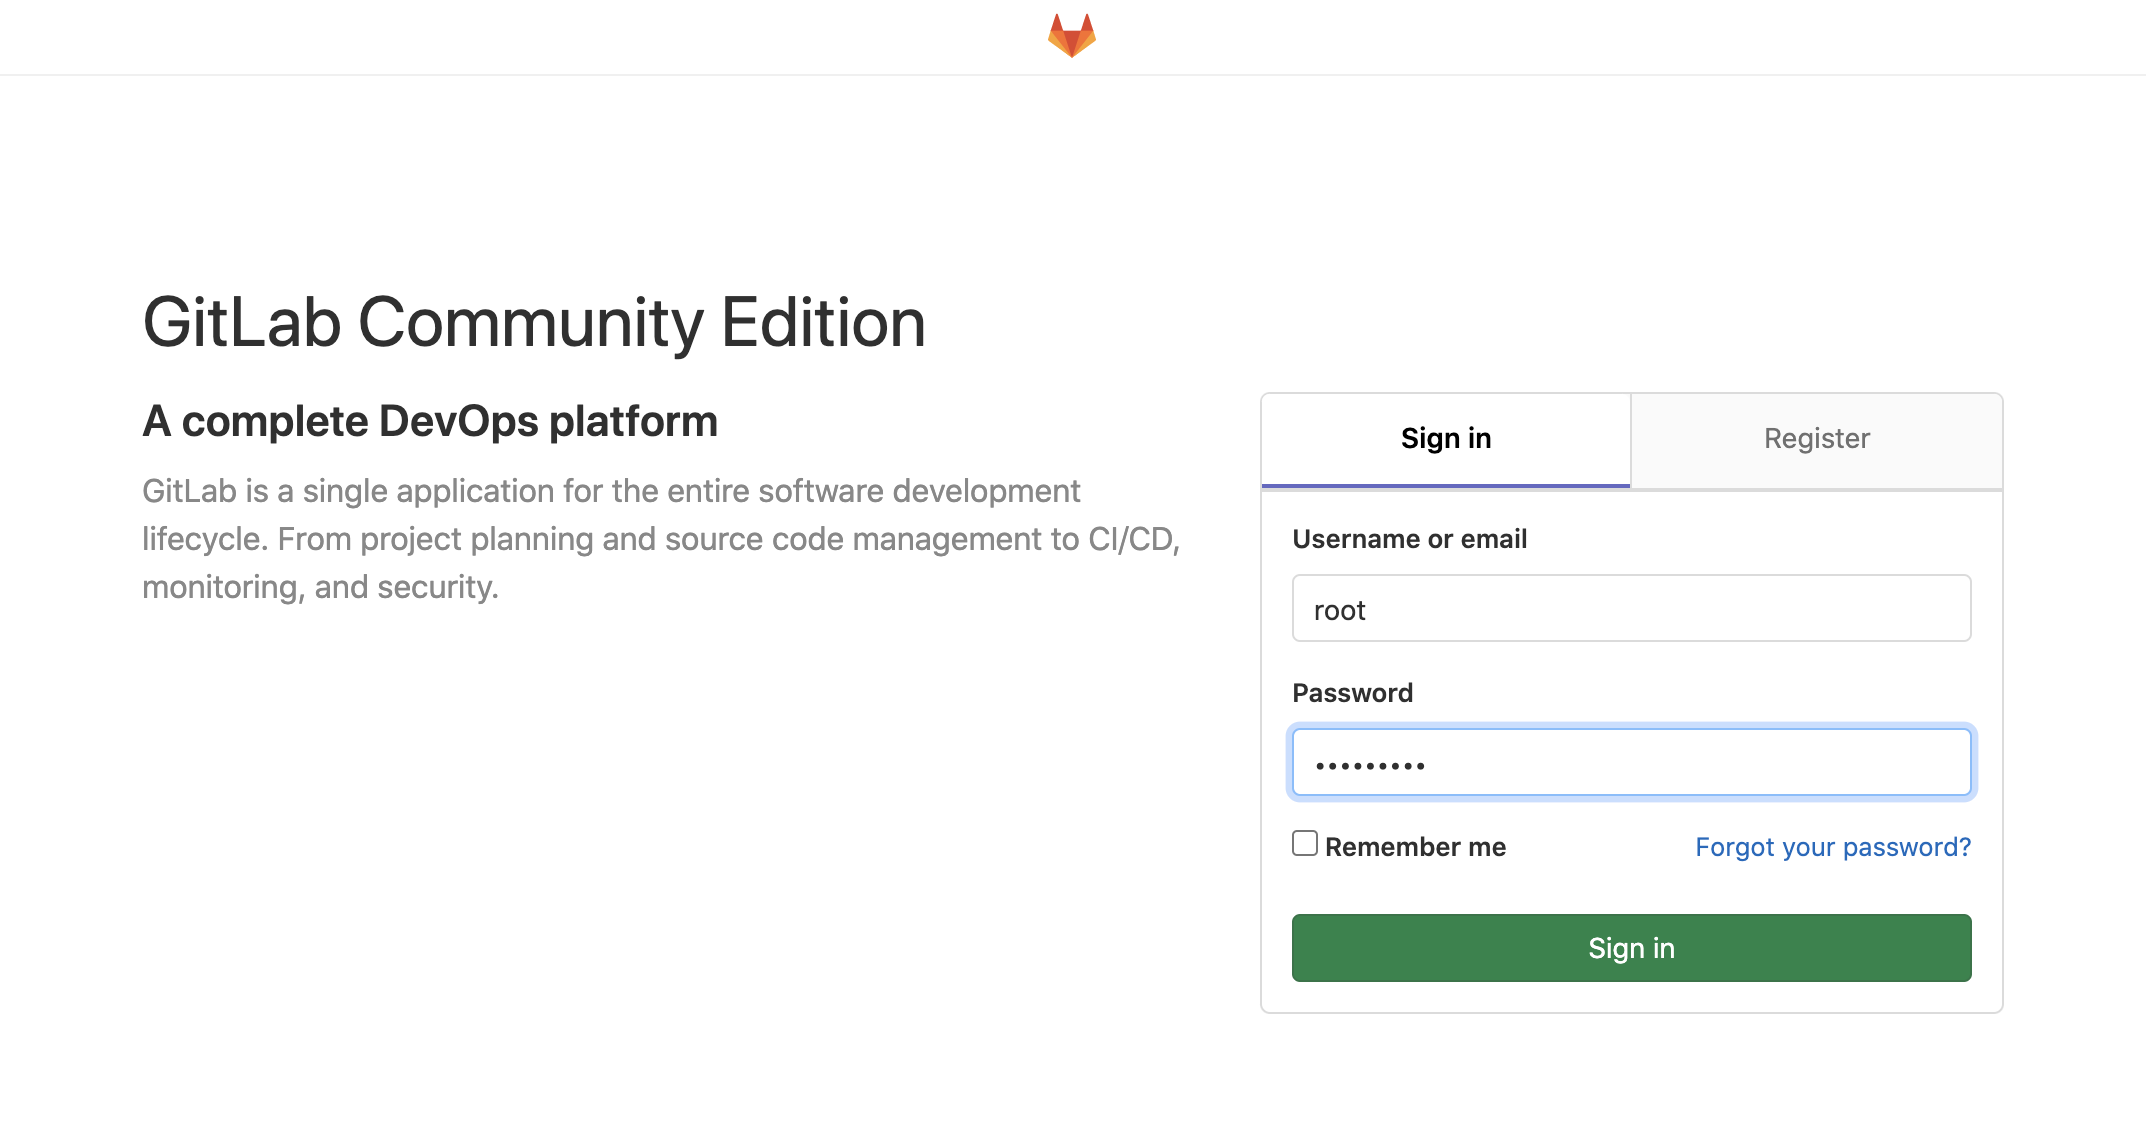 GitLab Community Edition
A complete DevOps platform
GitLab is a single application for the entire software development
lifecycle. From project planning and source code management to CI/CD,
monitoring, and security.
Sign in
Register
Username or email
root
Password
•••••••••
Remember me
Forgot your password?
Sign in